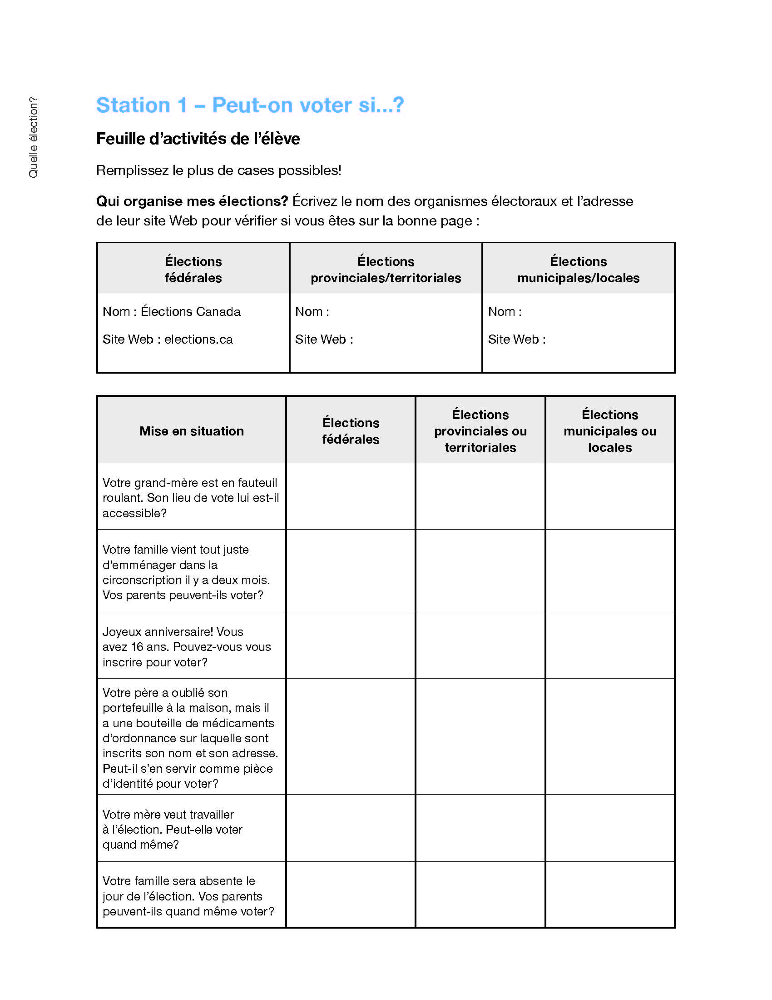 Quelle élection?
Station 1 – Peut-on voter si...?
Feuille d’activités de l’élève
Remplissez le plus de cases possibles!
Qui organise mes élections? Écrivez le nom des organismes électoraux et l’adresse
de leur site Web pour vérifier si vous êtes sur la bonne page :
Élections
fédérales
Élections
provinciales/territoriales
Élections
municipales/locales
Nom : Élections Canada
Site Web : elections.ca
Nom :
Site Web :
Nom :
Site Web :
Mise en situation
Élections
fédérales
Élections
provinciales ou
territoriales
Élections
municipales ou
locales
Votre grand-mère est en fauteuil
roulant. Son lieu de vote lui est-il
accessible?
Votre famille vient tout juste
d’emménager dans la
circonscription il y a deux mois.
Vos parents peuvent-ils voter?
Joyeux anniversaire! Vous
avez 16 ans. Pouvez-vous vous
inscrire pour voter?
Votre père a oublié son
portefeuille à la maison, mais il
a une bouteille de médicaments
d’ordonnance sur laquelle sont
inscrits son nom et son adresse.
Peut-il s’en servir comme pièce
d’identité pour voter?
Votre mère veut travailler
à l’élection. Peut-elle voter
quand même?
Votre famille sera absente le
jour de l’élection. Vos parents
peuvent-ils quand même voter?